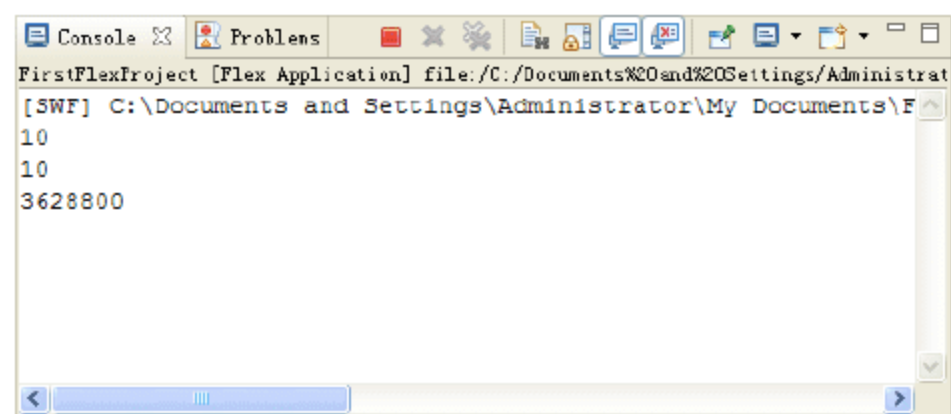 Console Problems
FirstFlexProject [Flex Application] file:/C:/Documents%20and%20Settings/Administrat
[SWF] C:\Documents and Settings\Administrator\My Documents\F
10
10
3628800